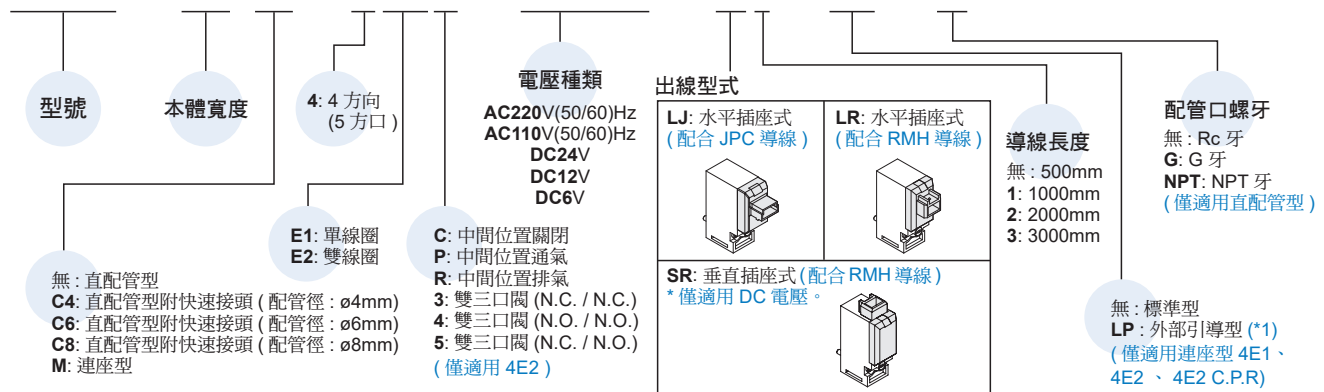 型號
本體寬度
4: 4 方向
(5 方口 )
電壓種類
AC220V(50/60)Hz
AC110V(50/60)Hz
DC24V
DC12V
DC6V
出線型式
LJ: 水平插座式
( 配合 JPC 導線 )
LR: 水平插座式
( 配合 RMH 導線 )
SR: 垂直插座式 ( 配合 RMH 導線 )
* 僅適用 DC 電壓。
導線長度
無 : 500mm
1: 1000mm
2: 2000mm
3: 3000mm
配管口螺牙
無 : Rc 牙
G: G 牙
NPT: NPT 牙
( 僅適用直配管型 )
E1: 單線圈
E2: 雙線圈
C: 中間位置關閉
P: 中間位置通氣
R: 中間位置排氣
3: 雙三口閥 (N.C. / N.C.)
4: 雙三口閥 (N.O. / N.O.)
5: 雙三口閥 (N.C. / N.O.)
( 僅適用 4E2 )
無 : 直配管型
C4: 直配管型附快速接頭 ( 配管徑 : ø4mm)
C6: 直配管型附快速接頭 ( 配管徑 : ø6mm)
C8: 直配管型附快速接頭 ( 配管徑 : ø8mm)
M: 連座型
無 : 標準型
LP : 外部引導型 (*1)
( 僅適用連座型 4E1、
4E2 、 4E2 C.P.R)